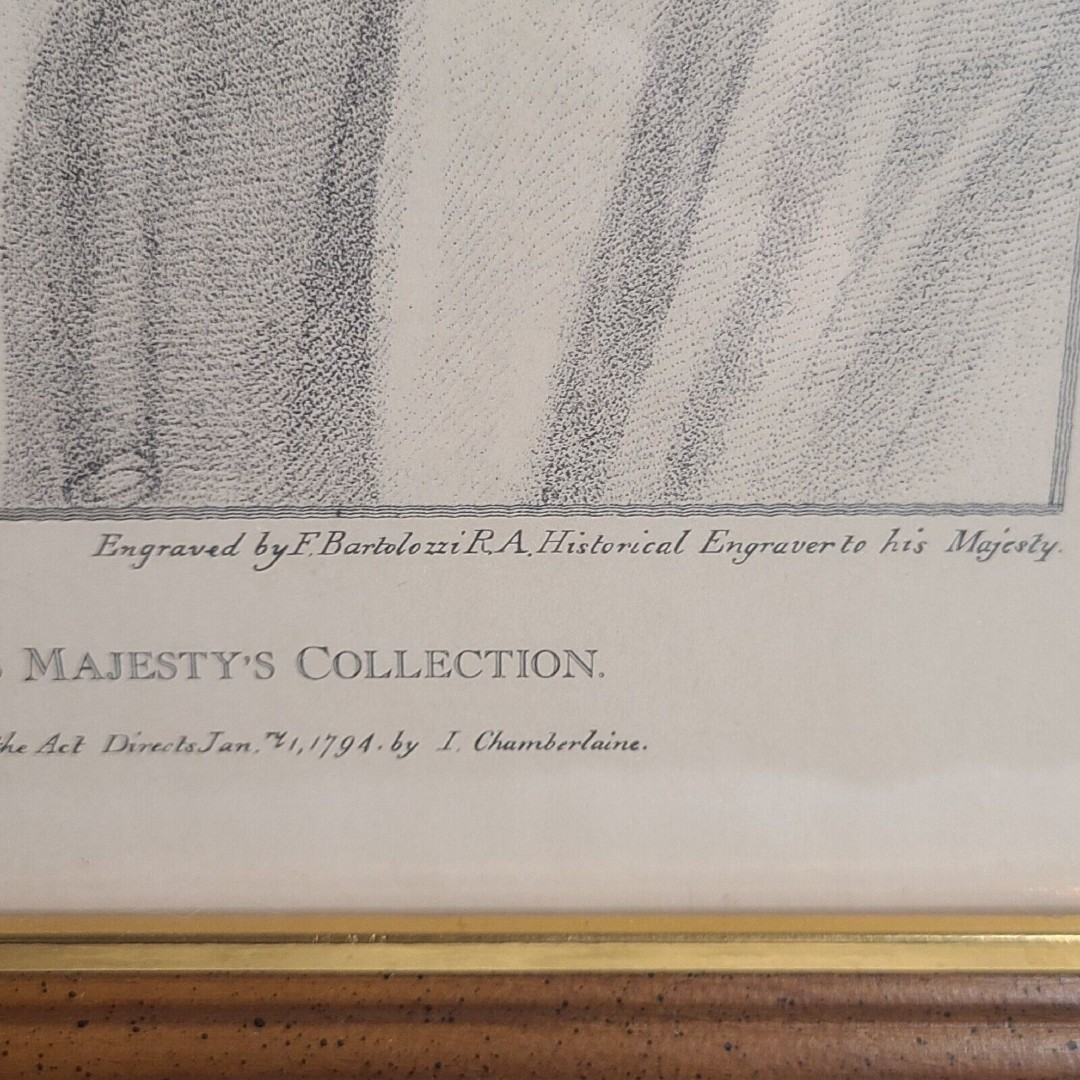 Engraved by F. Bartolozzi R.A. Historical Engraver to his Majesty.
MAJESTY'S COLLECTION.
the Act Directs Jan.ry 1, 1794. by I. Chamberlaine.